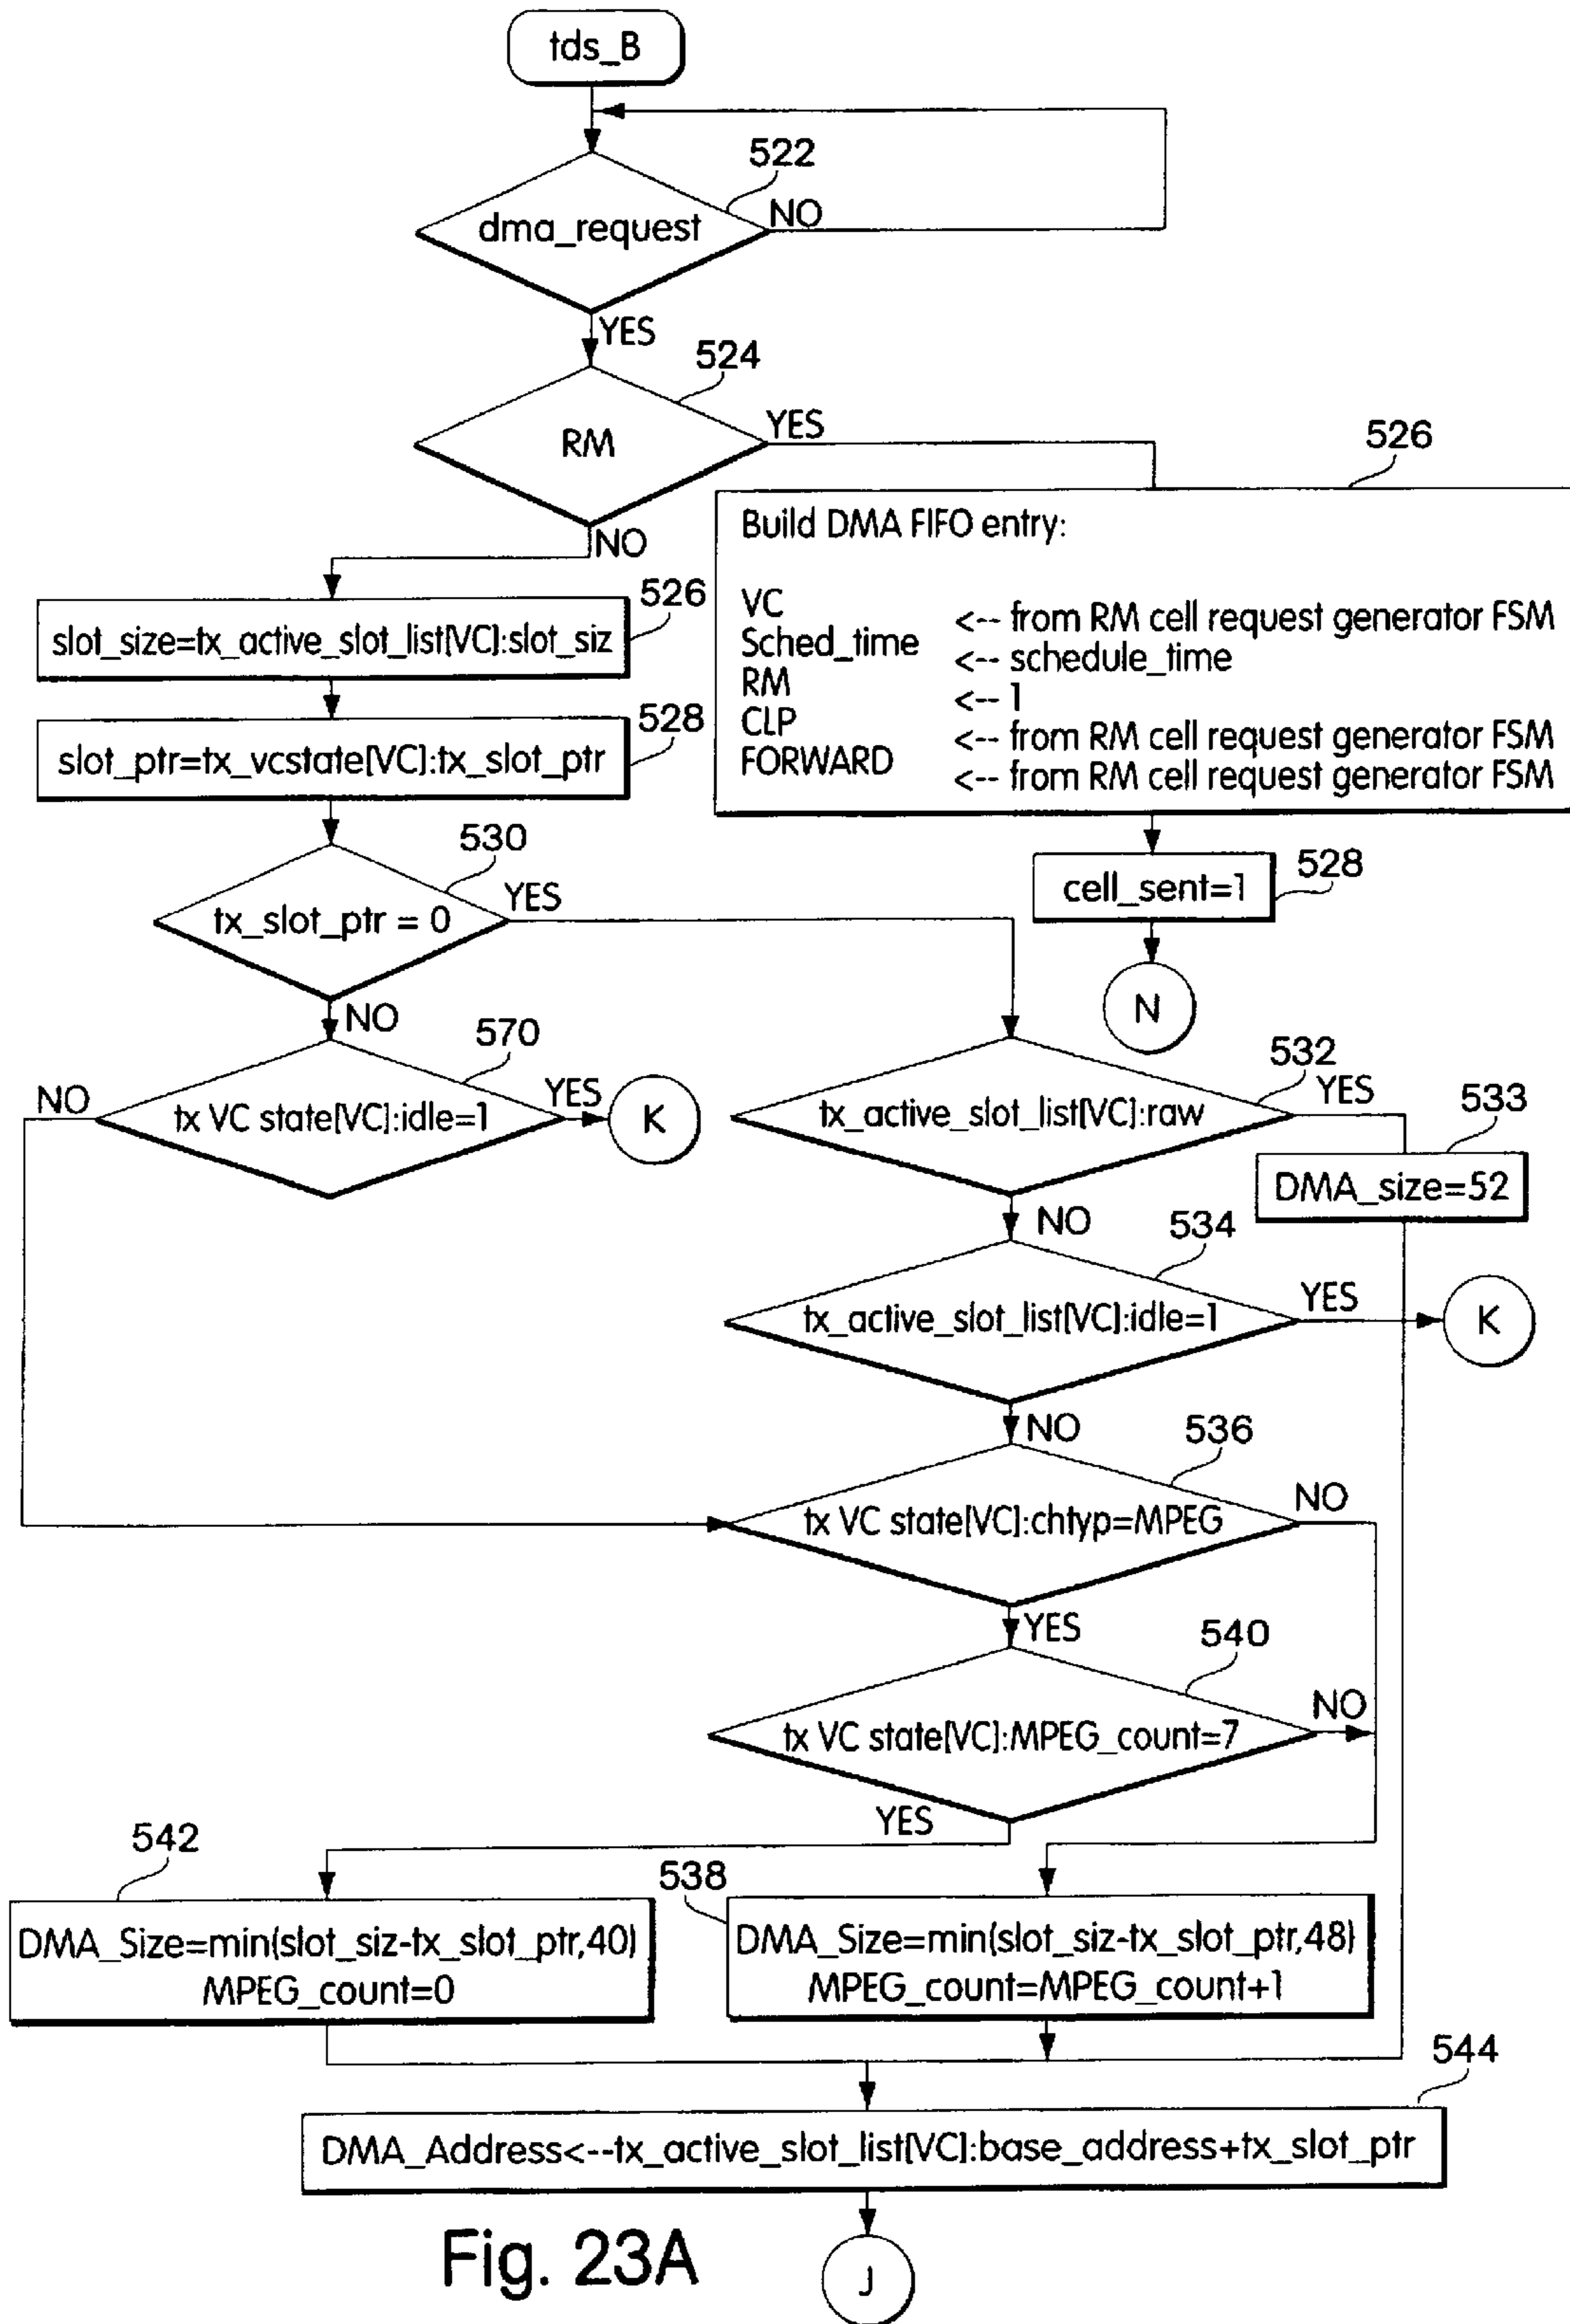 tds_B
522
dma_request
NO
YES
524
RM
YES
NO
526
Build DMA FIFO entry:
VC <-- from RM cell request generator FSM
Sched_time <-- schedule_time
RM <-- 1
CLP <-- from RM cell request generator FSM
FORWARD <-- from RM cell request generator FSM
526
slot_size=tx_active_slot_list[VC]:slot_siz
528
slot_ptr=tx_vcstate[VC]:tx_slot_ptr
528
cell_sent=1
N
530
tx_slot_ptr = 0
YES
NO
570
tx VC state[VC]:idle=1
NO
YES
K
532
tx_active_slot_list[VC]:raw
YES
533
DMA_size=52
NO
534
tx_active_slot_list[VC]:idle=1
YES
K
NO
536
tx VC state[VC]:chtyp=MPEG
NO
YES
540
tx VC state[VC]:MPEG_count=7
NO
YES
542
DMA_Size=min(slot_siz-tx_slot_ptr,40)
MPEG_count=0
538
DMA_Size=min(slot_siz-tx_slot_ptr,48)
MPEG_count=MPEG_count+1
544
DMA_Address<--tx_active_slot_list[VC]:base_address+tx_slot_ptr
Fig. 23A
J